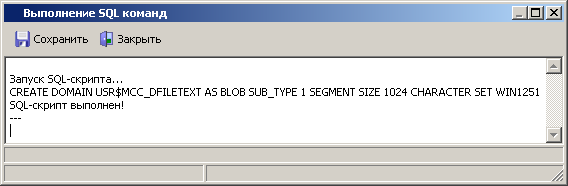 Выполнение SQL команд
Сохранить Закрыть
Запуск SQL-скрипта...
CREATE DOMAIN USR$MCC_DFILETEXT AS BLOB SUB_TYPE 1 SEGMENT SIZE 1024 CHARACTER SET WIN1251
SQL-скрипт выполнен!
---